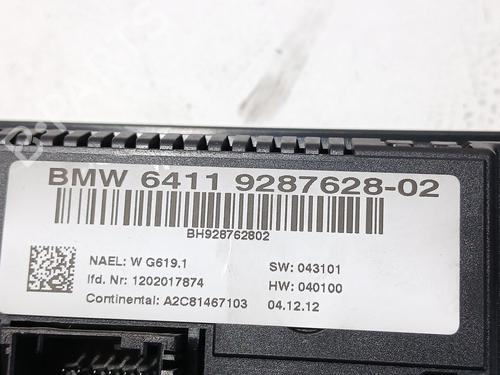 BMW 6411 9287628-02
BH928762802
NAEL: W G619.1
SW: 043101
lfd. Nr: 1202017874
HW: 040100
Continental: A2C81467103
04.12.12